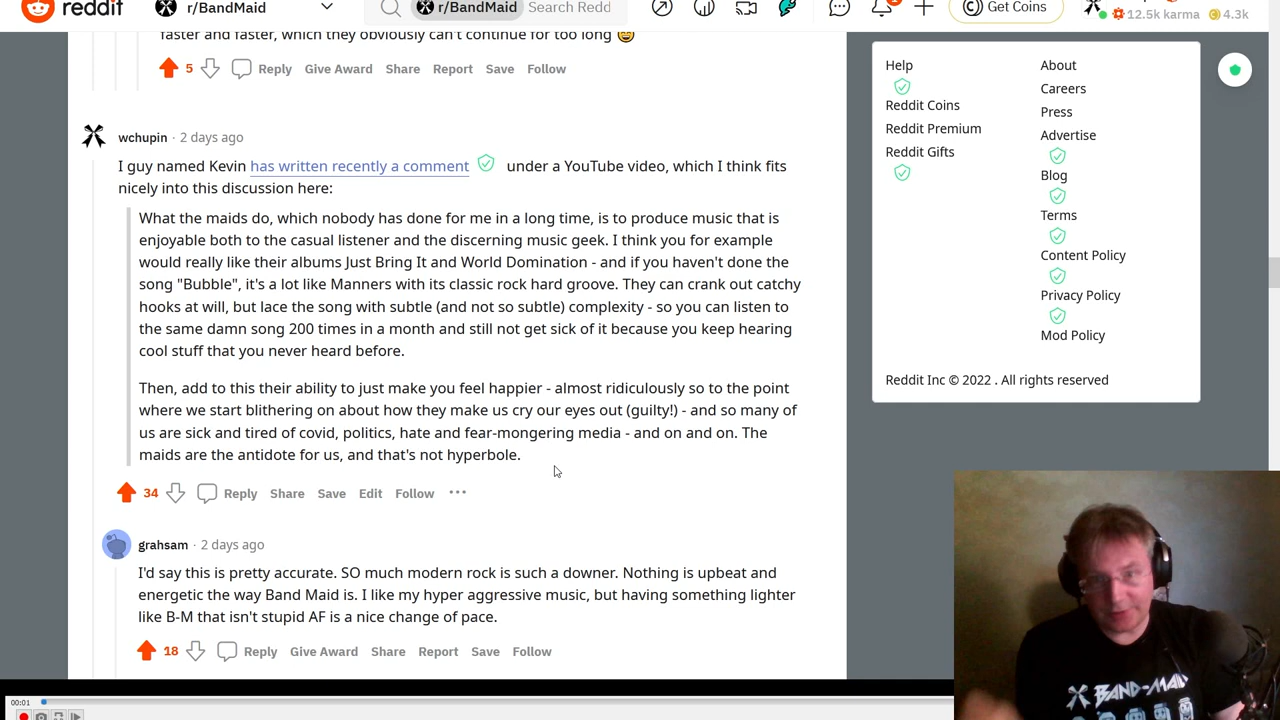 reddit r/BandMaid r/BandMaid Search Redd 1 Get Coins 12.5k karma 4.3k
faster and faster, which they obviously can't continue for too long 😄
5 Reply Give Award Share Report Save Follow
wchupin · 2 days ago
I guy named Kevin has written recently a comment under a YouTube video, which I think fits
nicely into this discussion here:
What the maids do, which nobody has done for me in a long time, is to produce music that is
enjoyable both to the casual listener and the discerning music geek. I think you for example
would really like their albums Just Bring It and World Domination - and if you haven't done the
song "Bubble", it's a lot like Manners with its classic rock hard groove. They can crank out catchy
hooks at will, but lace the song with subtle (and not so subtle) complexity - so you can listen to
the same damn song 200 times in a month and still not get sick of it because you keep hearing
cool stuff that you never heard before.
Then, add to this their ability to just make you feel happier - almost ridiculously so to the point
where we start blithering on about how they make us cry our eyes out (guilty!) - and so many of
us are sick and tired of covid, politics, hate and fear-mongering media - and on and on. The
maids are the antidote for us, and that's not hyperbole.
34 Reply Share Save Edit Follow ···
grahsam · 2 days ago
I'd say this is pretty accurate. SO much modern rock is such a downer. Nothing is upbeat and
energetic the way Band Maid is. I like my hyper aggressive music, but having something lighter
like B-M that isn't stupid AF is a nice change of pace.
18 Reply Give Award Share Report Save Follow
Help
Reddit Coins
Reddit Premium
Reddit Gifts
About
Careers
Press
Advertise
Blog
Terms
Content Policy
Privacy Policy
Mod Policy
Reddit Inc © 2022 . All rights reserved
BAND-MAID
00:01